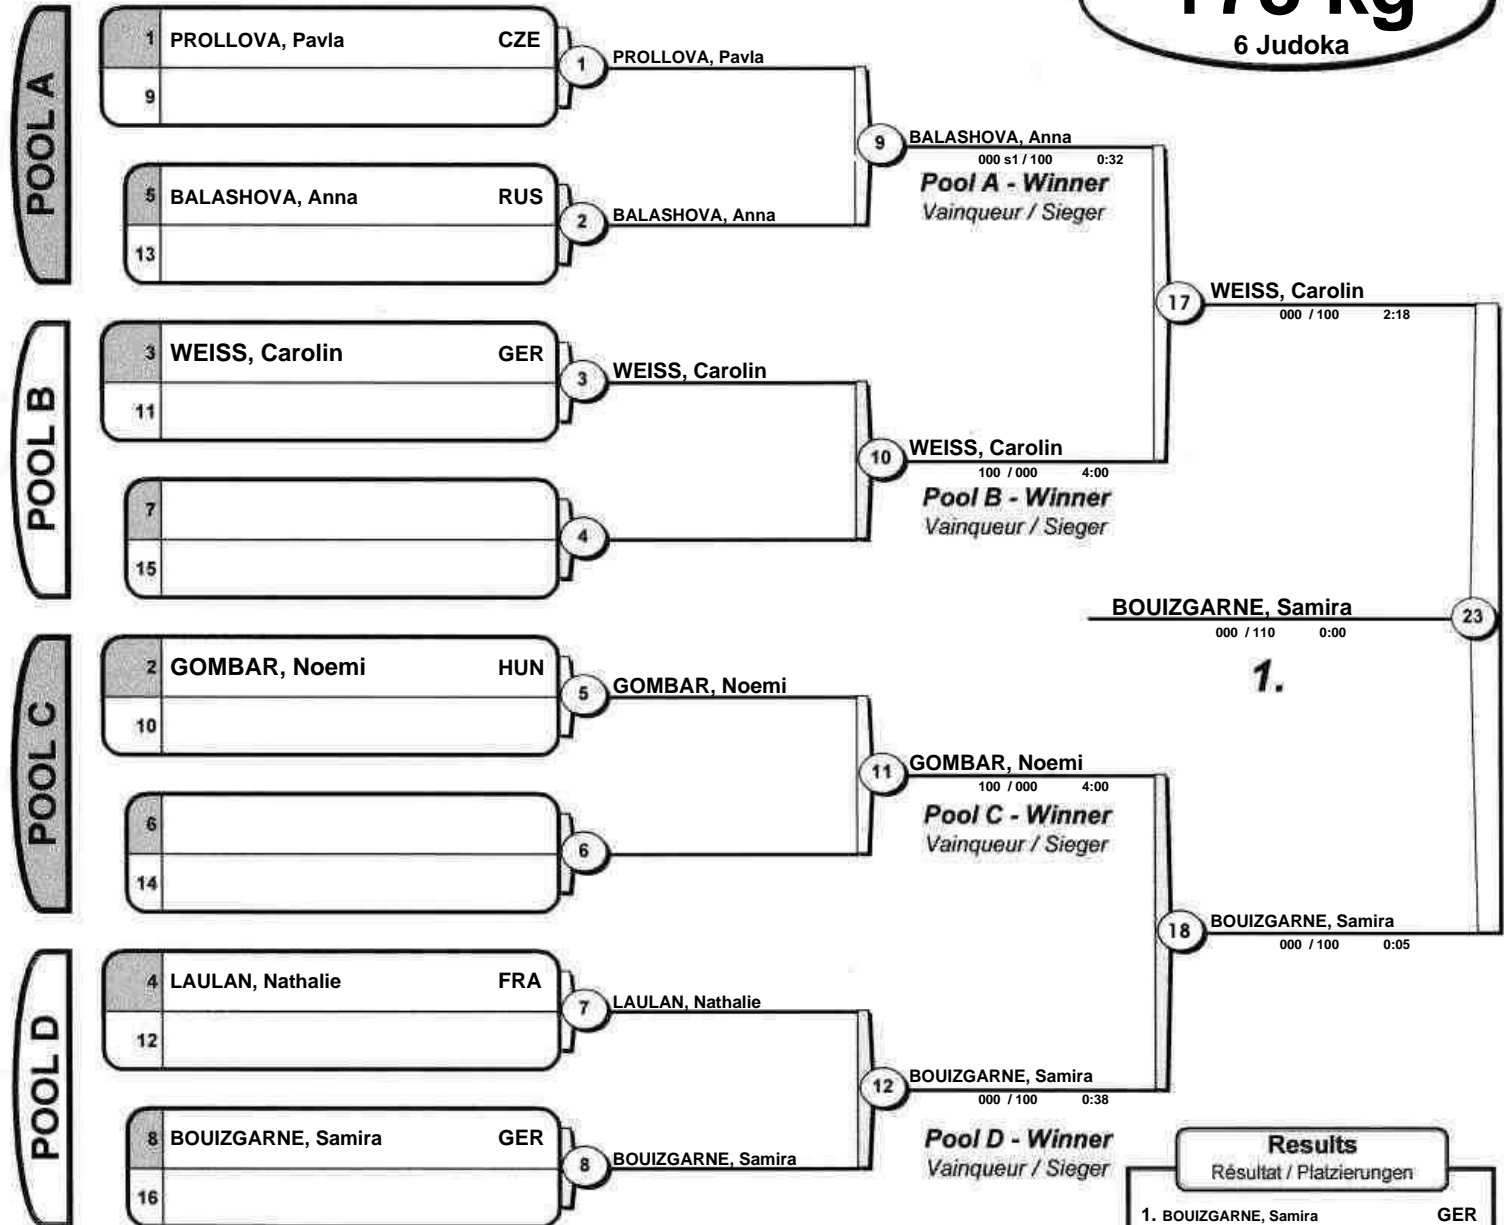 6 Judoka
POOL A
1 PROLLOVA, Pavla CZE
9
1
PROLLOVA, Pavla
5 BALASHOVA, Anna RUS
13
2
BALASHOVA, Anna
9
BALASHOVA, Anna
000 s1 / 100 0:32
Pool A - Winner
Vainqueur / Sieger
POOL B
3 WEISS, Carolin GER
11
3
WEISS, Carolin
7
15
4
10
WEISS, Carolin
100 / 000 4:00
Pool B - Winner
Vainqueur / Sieger
17
WEISS, Carolin
000 / 100 2:18
BOUIZGARNE, Samira
000 / 110 0:00
23
1.
POOL C
2 GOMBAR, Noemi HUN
10
5
GOMBAR, Noemi
6
14
6
11
GOMBAR, Noemi
100 / 000 4:00
Pool C - Winner
Vainqueur / Sieger
18
BOUIZGARNE, Samira
000 / 100 0:05
POOL D
4 LAULAN, Nathalie FRA
12
7
LAULAN, Nathalie
8 BOUIZGARNE, Samira GER
16
8
BOUIZGARNE, Samira
12
BOUIZGARNE, Samira
000 / 100 0:38
Pool D - Winner
Vainqueur / Sieger
Results
Résultat / Platzierungen
1. BOUIZGARNE, Samira GER